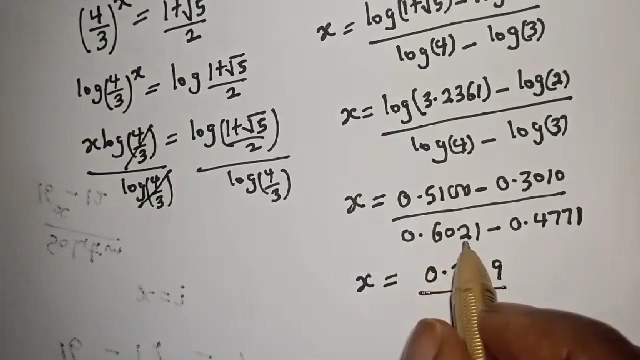 (4/3)^x = (1+√5)/2
log(4/3)^x = log (1+√5)/2
x log(4/3)/log(4/3) = log((1+√5)/2)/log(4/3)
x = log(1+√5) - /log(4) - log(3)
x = log(3.2361) - log(2)/log(4) - log(3)
x = 0.5100 - 0.3010/0.6021 - 0.4771
x = 0. 9